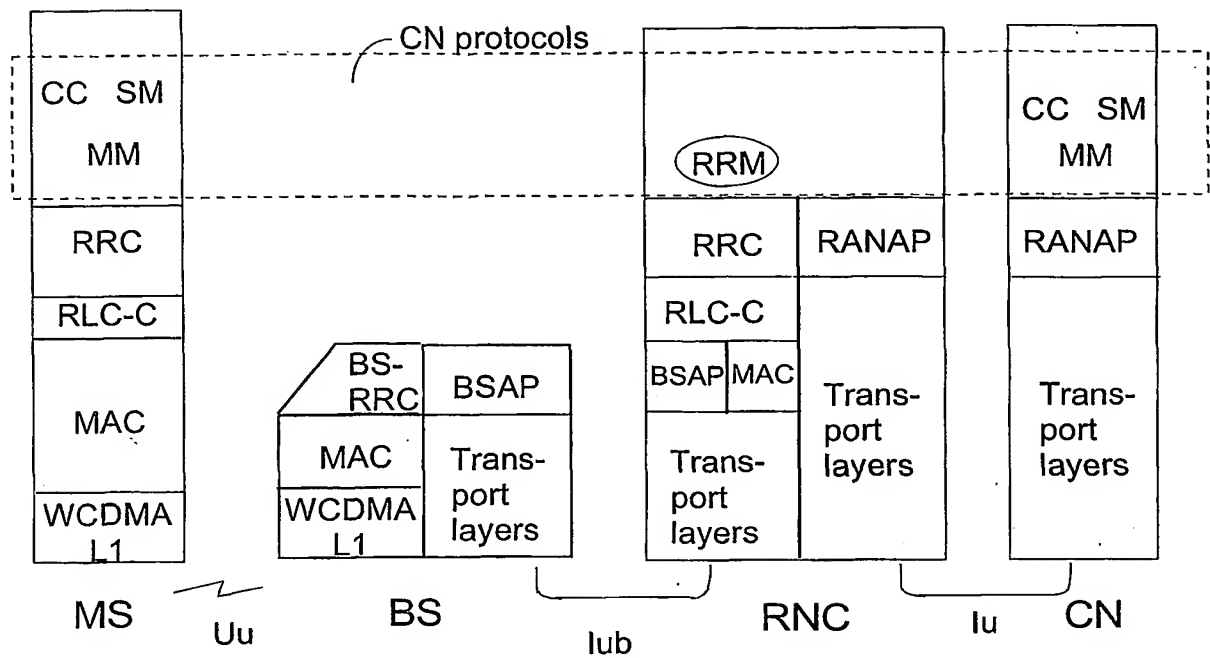 CN protocols
CC SM
MM
RRC
RLC-C
MAC
WCDMA
L1
MS
Uu
BS-
RRC
BSAP
MAC
Trans-
port
layers
WCDMA
L1
BS
Iub
RRM
RRC
RANAP
RLC-C
BSAP
MAC
Trans-
port
layers
Trans-
port
layers
RNC
Iu
CC SM
MM
RANAP
Trans-
port
layers
CN